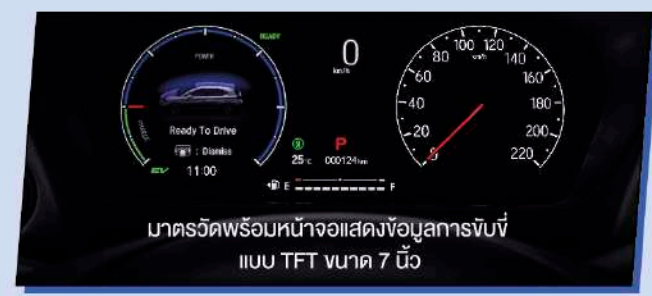 READY
POWER
0
km/h
CHARGE
Ready To Drive
: Dismiss
EV 11:00
25°C
P
000124 km
E F
0 20 40 60 80 100 120 140 160 180 200 220
km/h
มาตรวัดพร้อมหน้าจอแสดงข้อมูลการขับขี่
แบบ TFT ขนาด 7 นิ้ว